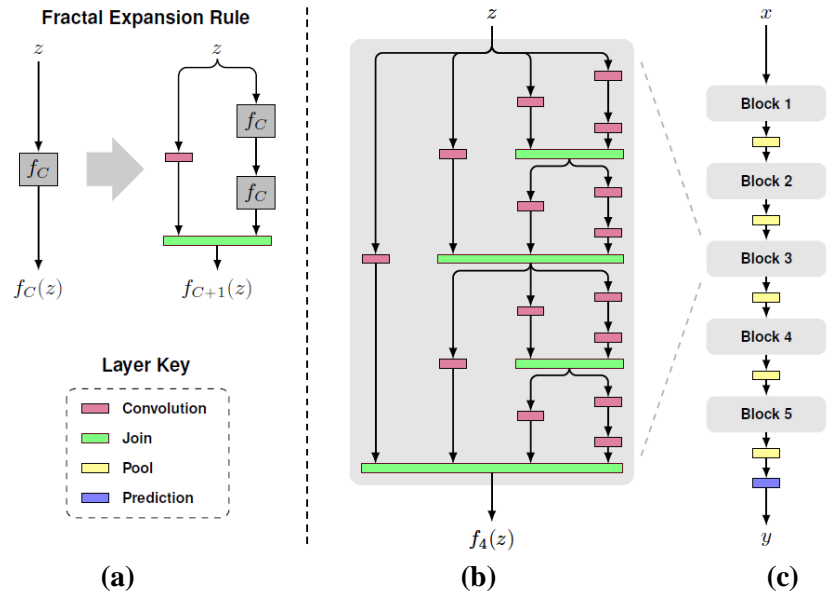 Fractal Expansion Rule
z
z
f_C
f_C
f_C
f_C(z)
f_{C+1}(z)
Layer Key
Convolution
Join
Pool
Prediction
(a)
z
f_4(z)
(b)
x
Block 1
Block 2
Block 3
Block 4
Block 5
y
(c)